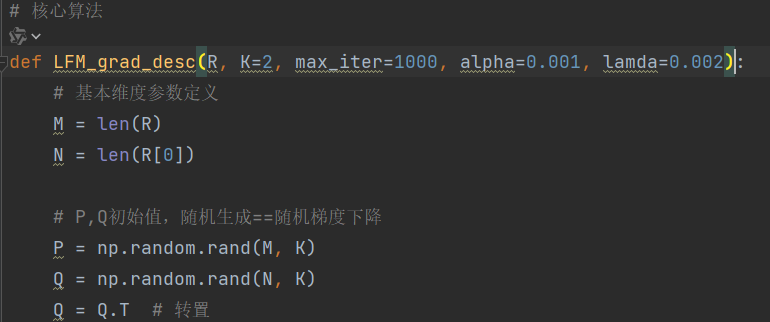 # 核心算法
def LFM_grad_desc(R, K=2, max_iter=1000, alpha=0.001, lamda=0.002):
# 基本维度参数定义
M = len(R)
N = len(R[0])
# P,Q初始值，随机生成==随机梯度下降
P = np.random.rand(M, K)
Q = np.random.rand(N, K)
Q = Q.T  # 转置